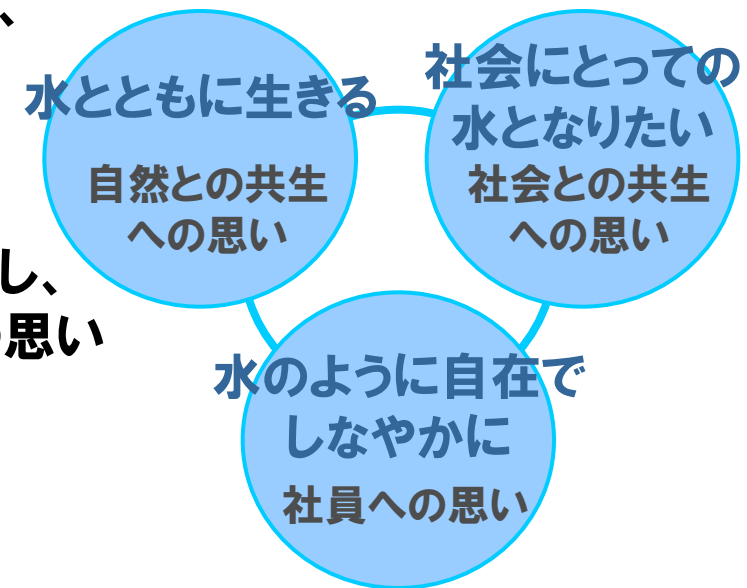 、
水とともに生きる
自然との共生
への思い
社会にとっての
水となりたい
社会との共生
への思い
し、
思い
水のように自在で
しなやかに
社員への思い